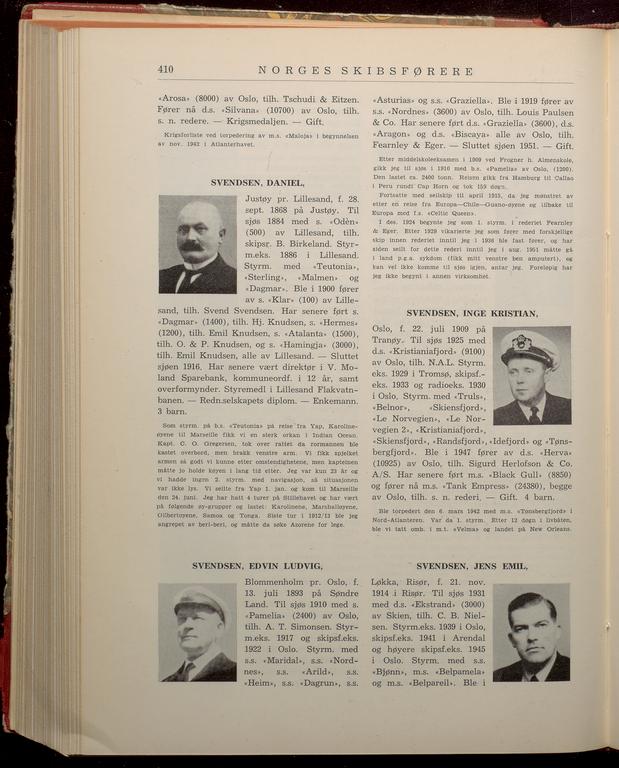 410
NORGES SKIBSFØRERE
«Arosa» (8000) av Oslo, tilh. Tschudi & Eitzen.
Fører nå d.s. «Silvana» (10700) av Oslo, tilh.
s. n. redere. — Krigsmedaljen. — Gift.
Krigsforliste ved torpedering av m.s. «Maloja» i begynnelsen
av nov. 1942 i Atlanterhavet.
SVENDSEN, DANIEL,
Justøy pr. Lillesand, f. 28.
sept. 1868 på Justøy. Til
sjøs 1884 med s. «Odèn»
(500) av Lillesand, tilh.
skipsr. B. Birkeland. Styr-
m.eks. 1886 i Lillesand.
Styrm. med «Teutonia»,
«Sterling», «Malmen» og
«Dagmar». Ble i 1900 fører
av s. «Klar» (100) av Lille-
sand, tilh. Svend Svendsen. Har senere ført s.
«Dagmar» (1400), tilh. Hj. Knudsen, s. «Hermes»
(1200), tilh. Emil Knudsen, s. «Atalanta» (1500),
tilh. O. & P. Knudsen, og s. «Hamingja» (3000),
tilh. Emil Knudsen, alle av Lillesand. — Sluttet
sjøen 1916. Har senere vært direktør i V. Mo-
land Sparebank, kommuneordf. i 12 år, samt
overformynder. Styremedl i Lillesand Flakvatn-
banen. — Redn.selskapets diplom. — Enkemann.
3 barn.
Som styrm. på b.s. «Teutonia» på reise fra Yap, Karoline-
øyene til Marseille fikk vi en sterk orkan i Indian Ocean.
Kapt. C. O. Gregersen, tok over rattet da rormannen ble
kastet overbord, men brakk venstre arm. Vi fikk spjelket
armen så godt vi kunne etter omstendighetene, men kapteinen
måtte jo holde køyen i lang tid etter. Jeg var kun 23 år og
vi hadde ingen 2. styrm. med navigasjon, så situasjonen
var ikke lys. Vi seilte fra Yap 1. jan. og kom til Marseille
den 24. juni. Jeg har hatt 4 turer på Stillehavet og har vært
på følgende øy-grupper og lastet: Karolinene, Marshalløyene,
Gilbertøyene, Samoa og Tonga. Siste tur i 1912/13 ble jeg
angrepet av beri-beri, og måtte da søke Azorene for lege.
SVENDSEN, EDVIN LUDVIG,
Blommenholm pr. Oslo, f.
13. juli 1893 på Søndre
Land. Til sjøs 1910 med s.
«Pamelia» (2400) av Oslo,
tilh. A. T. Simonsen. Styr-
m.eks. 1917 og skipsf.eks.
1922 i Oslo. Styrm. med
s.s. «Maridal», s.s. «Nord-
nes», s.s. «Arild», s.s.
«Heim», s.s. «Dagrun», s.s.
«Asturias» og s.s. «Graziella». Ble i 1919 fører av
s.s. «Nordnes» (3600) av Oslo, tilh. Louis Paulsen
& Co. Har senere ført d.s. «Graziella» (3600), d.s.
«Aragon» og d.s. «Biscaya» alle av Oslo, tilh.
Fearnley & Eger. — Sluttet sjøen 1951. — Gift.
Etter middelskoleeksamen i 1909 ved Frogner h. Almenskole,
gikk jeg til sjøs i 1910 med b.s. «Pamelia» av Oslo, (1200).
Den lastet ca. 2400 tonn. Reisen gikk fra Hamburg til Callao
i Peru rundt Cap Horn og tok 159 døgn.
Fortsatte med seilskip til april 1915, da jeg mønstret av
etter en reise fra Europa—Chile—Guano-øyene og tilbake til
Europa med f.s. «Celtic Queen».
I des. 1924 begynte jeg som 1. styrm. i rederiet Fearnley
& Eger. Etter 1929 vikarierte jeg som fører med forskjellige
skip innen rederiet inntil jeg i 1936 ble fast fører, og har
siden seilt for dette rederi inntil jeg i aug. 1951 måtte gå
i land p.g.a. sykdom (fikk mitt venstre ben amputert), og
kan vel ikke komme til sjøs igjen, antar jeg. Foreløpig har
jeg ikke begynt i annen virksomhet.
SVENDSEN, INGE KRISTIAN,
Oslo, f. 22. juli 1909 på
Tranøy. Til sjøs 1925 med
d.s. «Kristianiafjord» (9100)
av Oslo, tilh. N.A.L. Styrm.
eks. 1929 i Tromsø, skipsf.-
eks. 1933 og radioeks. 1930
i Oslo. Styrm. med «Truls»,
«Belnor», «Skiensfjord»,
«Le Norvegien», «Le Nor-
vegien 2», «Kristianiafjord»,
«Skiensfjord», «Randsfjord», «Idefjord» og «Tøns-
bergfjord». Ble i 1947 fører av d.s. «Herva»
(10925) av Oslo, tilh. Sigurd Herlofson & Co.
A/S. Har senere ført m.s. «Black Gull» (8850)
og fører nå m.s. «Tank Empress» (24380), begge
av Oslo, tilh. s. n. rederi, — Gift. 4 barn.
Ble torpedert den 6. mars 1942 med m.s. «Tønsbergfjord» i
Nord-Atlanteren. Var da 1. styrm. Etter 12 døgn i livbåten,
ble vi tatt omb. i m.t. «Velma» og landet på New Orleans.
SVENDSEN, JENS EMIL,
Løkka, Risør, f. 21. nov.
1914 i Risør. Til sjøs 1931
med d.s. «Ekstrand» (3000)
av Skien, tilh. C. B. Niel-
sen. Styrm.eks. 1939 i Oslo,
skipsf.eks. 1941 i Arendal
og høyere skipsf.eks. 1945
i Oslo. Styrm. med s.s.
«Bjønn», m.s. «Belpamela»
og m.s. «Belpareil». Ble i